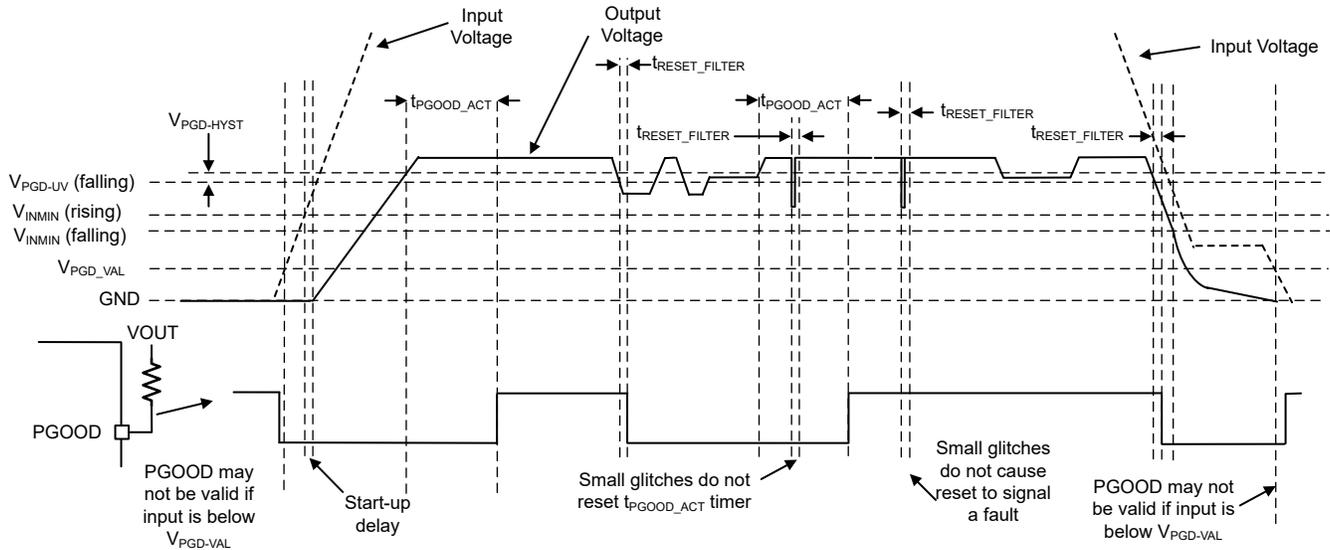 Input
Voltage
Output
Voltage
Input Voltage
tRESET_FILTER
tPGOOD_ACT
tPGOOD_ACT
tRESET_FILTER
VPGD-HYST
tRESET_FILTER
tRESET_FILTER
VPGD-UV (falling)
VINMIN (rising)
VINMIN (falling)
VPGD_VAL
GND
VOUT
PGOOD
PGOOD may
not be valid if
input is below
VPGD-VAL
Start-up
delay
Small glitches do not
reset tPGOOD_ACT timer
Small glitches
do not cause
reset to signal
a fault
PGOOD may not
be valid if input is
below VPGD-VAL